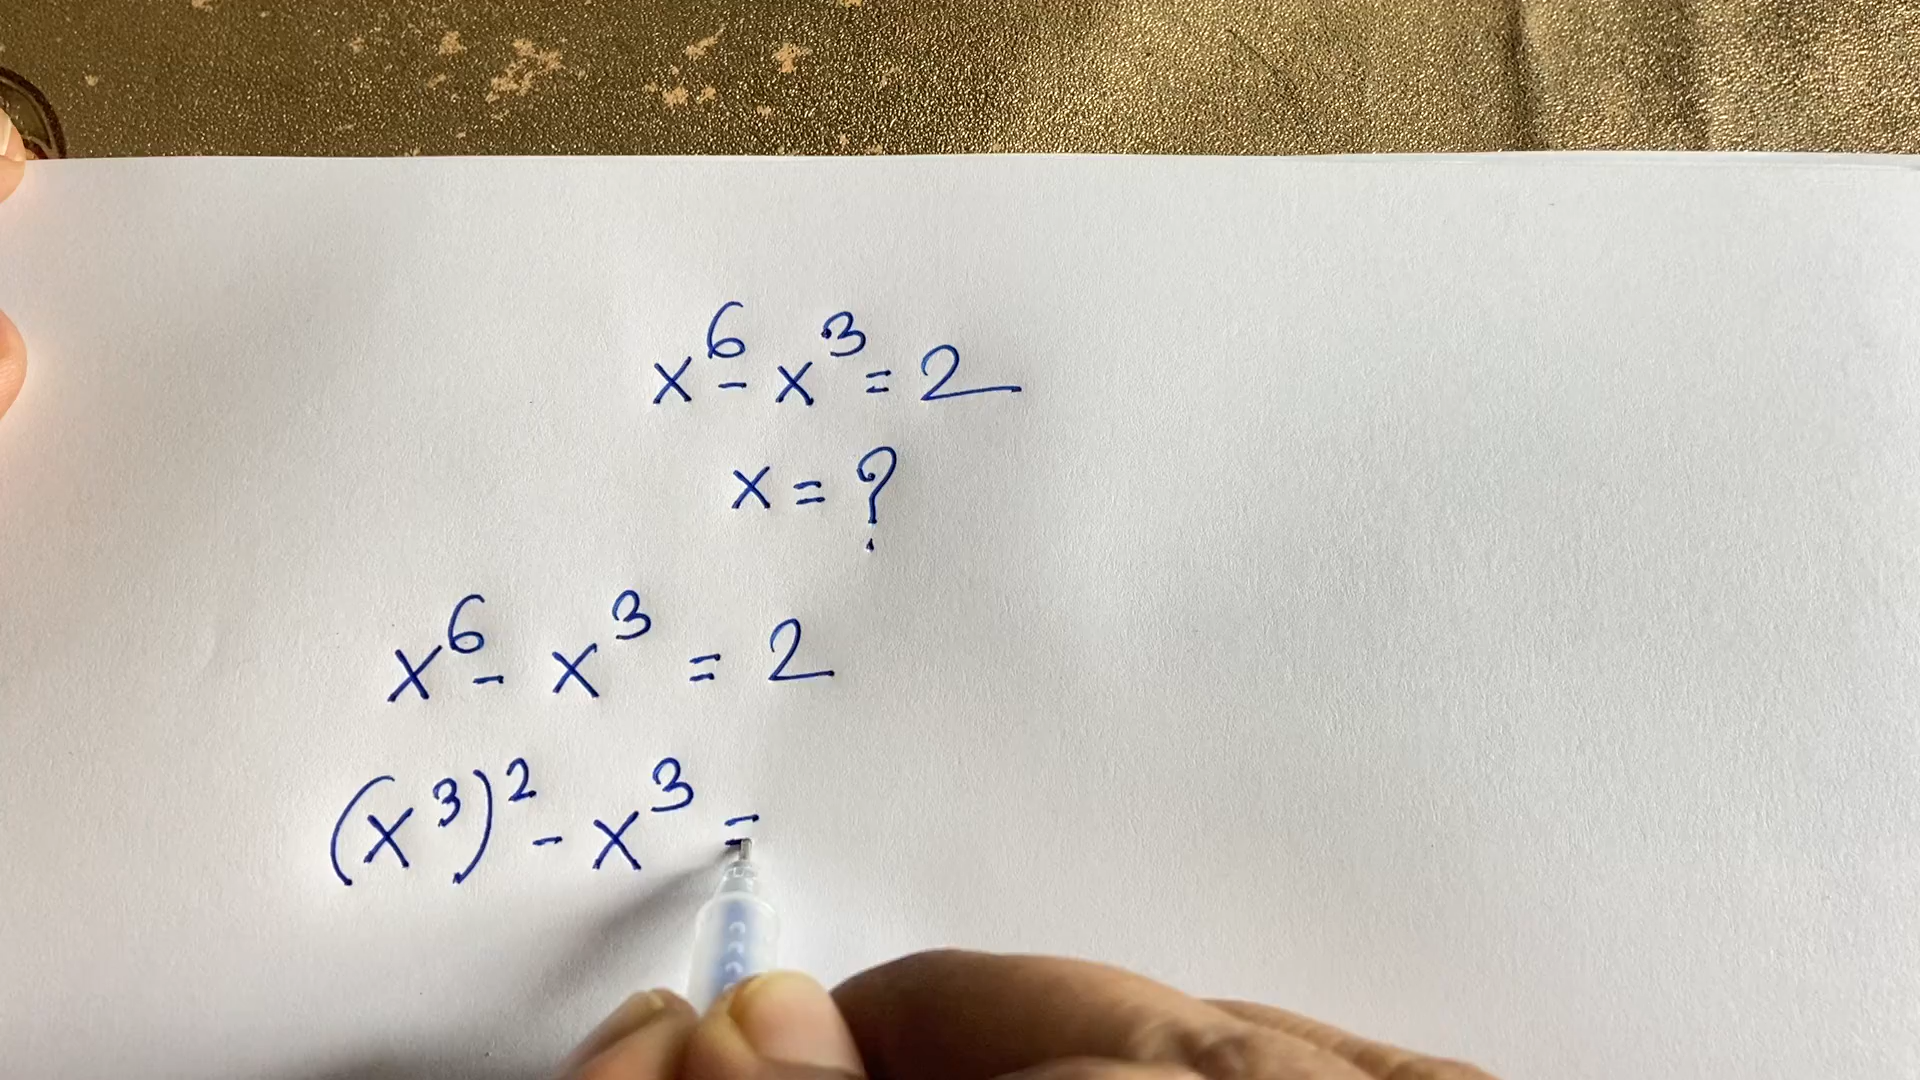 x⁶ - x³ = 2
x = ?
x⁶ - x³ = 2
(x³)² - x³ =